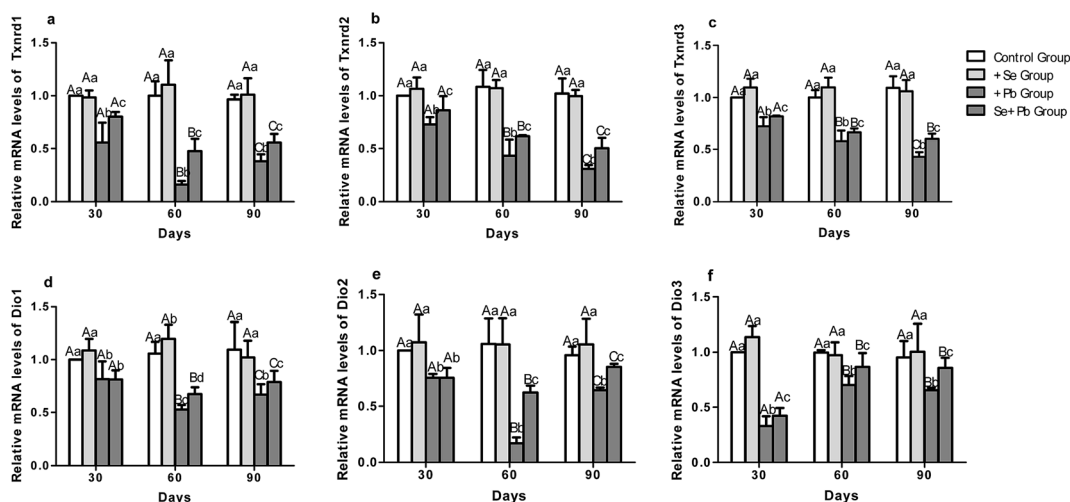 a
Relative mRNA levels of Txnrd1
1.5
1.0
0.5
0.0
Aa
Aa
Ab
Ac
Aa
Aa
Bb
Bc
Aa
Aa
Cb
Cc
30
60
90
Days
b
Relative mRNA levels of Txnrd2
1.5
1.0
0.5
0.0
Aa
Aa
Ab
Ac
Aa
Aa
Bb
Bc
Aa
Aa
Cb
Cc
30
60
90
Days
c
Relative mRNA levels of Txnrd3
1.5
1.0
0.5
0.0
Aa
Aa
Ab
Ac
Aa
Aa
Bb
Bc
Aa
Aa
Cb
Bc
30
60
90
Days
Control Group
+Se Group
+Pb Group
Se+Pb Group
d
Relative mRNA levels of Dio1
1.5
1.0
0.5
0.0
Aa
Aa
Ab
Ab
Aa
Ab
Bc
Bd
Aa
Aa
Cb
Cc
30
60
90
Days
e
Relative mRNA levels of Dio2
1.5
1.0
0.5
0.0
Aa
Aa
Ab
Ab
Aa
Aa
Bb
Bc
Aa
Aa
Cb
Cc
30
60
90
Days
f
Relative mRNA levels of Dio3
1.5
1.0
0.5
0.0
Aa
Aa
Ab
Ac
Aa
Aa
Bb
Bc
Aa
Aa
Bb
Bc
30
60
90
Days